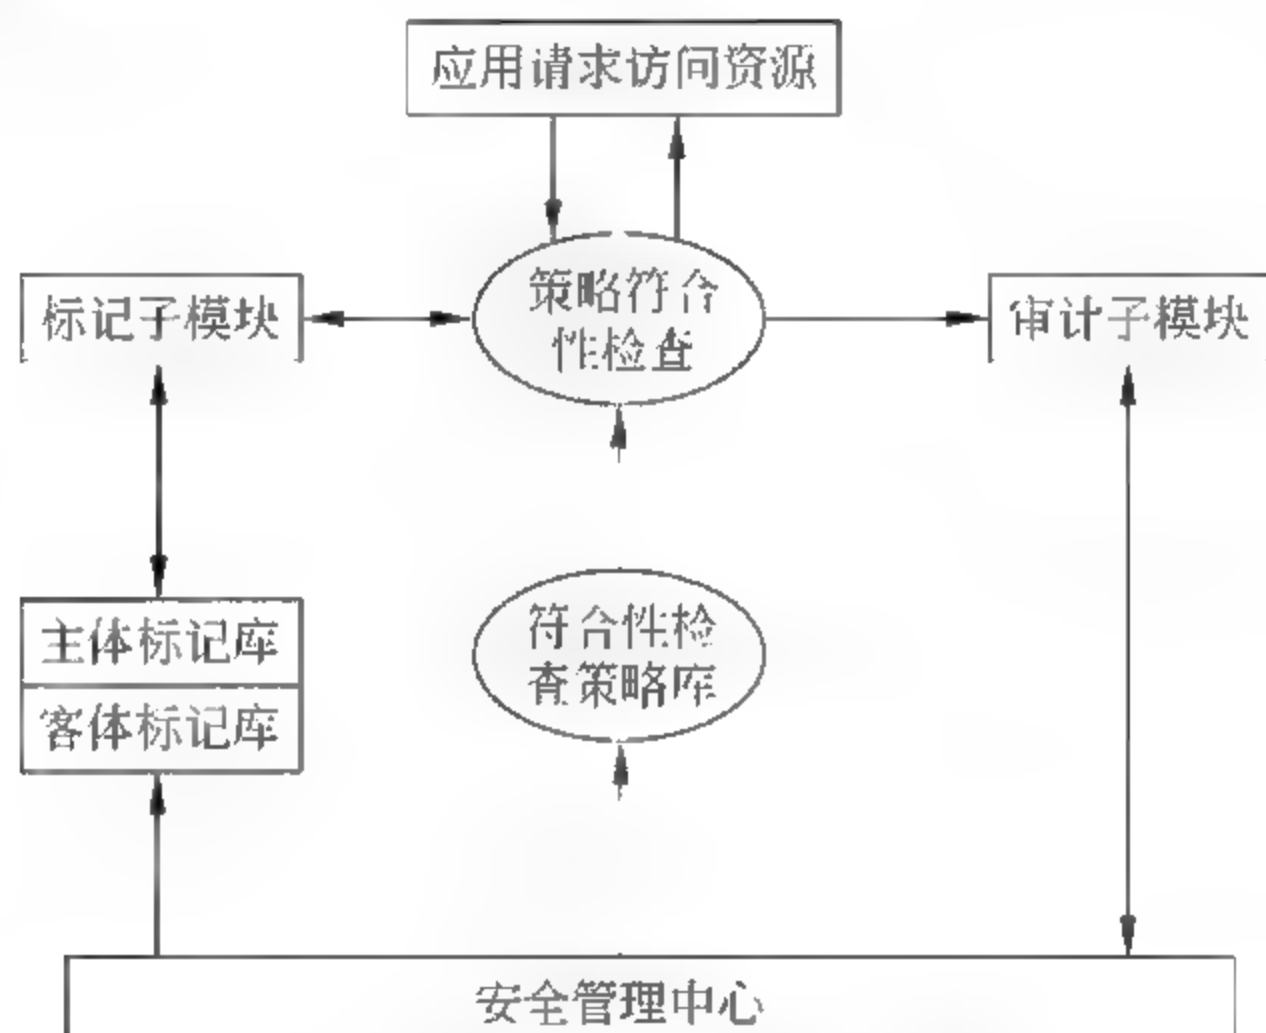 应用请求访问资源
标记子模块
策略符合
性检查
审计子模块
主体标记库
客体标记库
符合性检
查策略库
安全管理中心